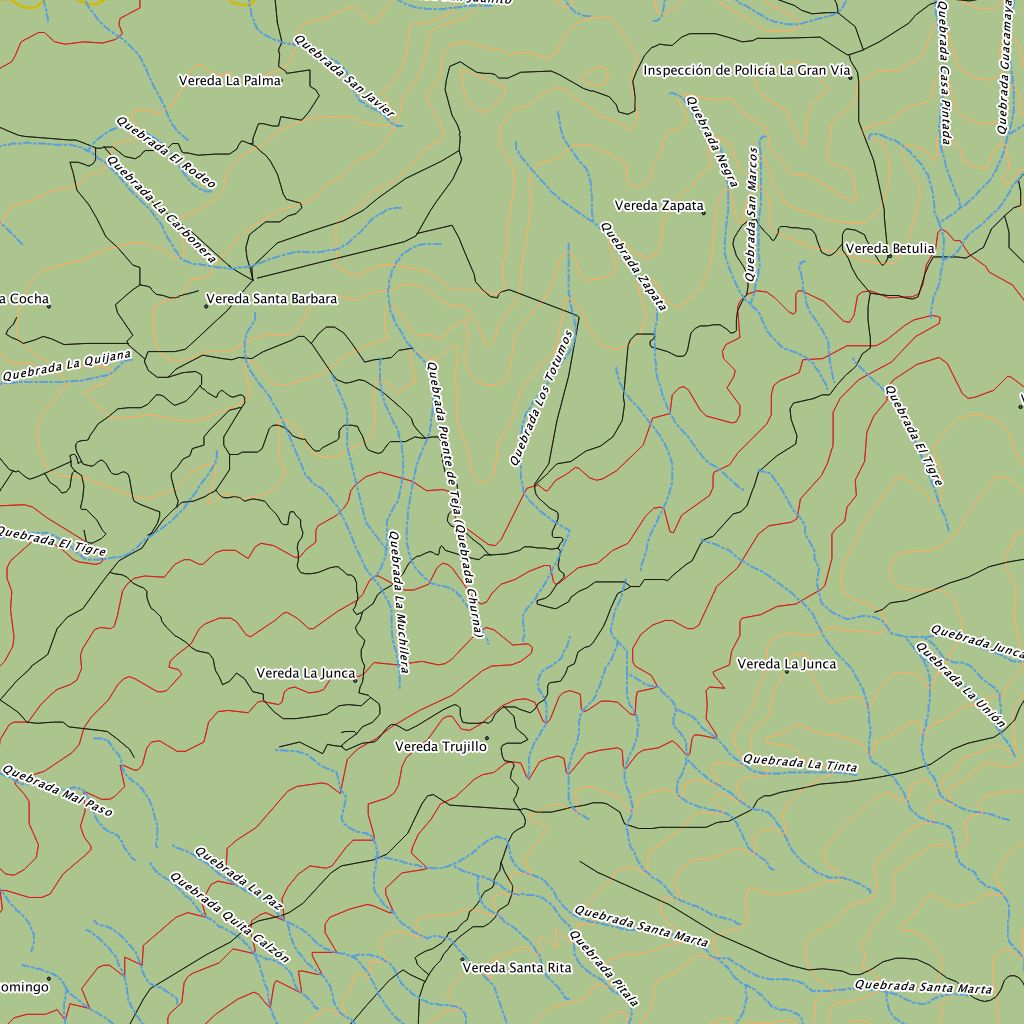 Quebrada San Javier
Vereda La Palma
Inspección de Policía La Gran Vía
Quebrada Casa Pintapa
Quebrada Guacamaya
Quebrada El Rodeo
Quebrada Negra
Quebrada San Marcos
Quebrada La Carbonera
Vereda Zapata
Quebrada Zapata
Vereda Betulia
a Cocha
Vereda Santa Barbara
Quebrada La Quijana
Quebrada Los Totumos
Quebrada Puente de Teja (Quebrada Churna)
Quebrada El Tigre
Quebrada El Tigre
Quebrada La Muchilera
Quebrada Junca
Quebrada La Unión
Vereda La Junca
Vereda La Junca
Vereda Trujillo
Quebrada La Tinta
Quebrada Mal Paso
Quebrada La Paz
Quebrada Quita Calzón
Quebrada Santa Marta
Quebrada Pitala
Vereda Santa Rita
omingo
Quebrada Santa Marta